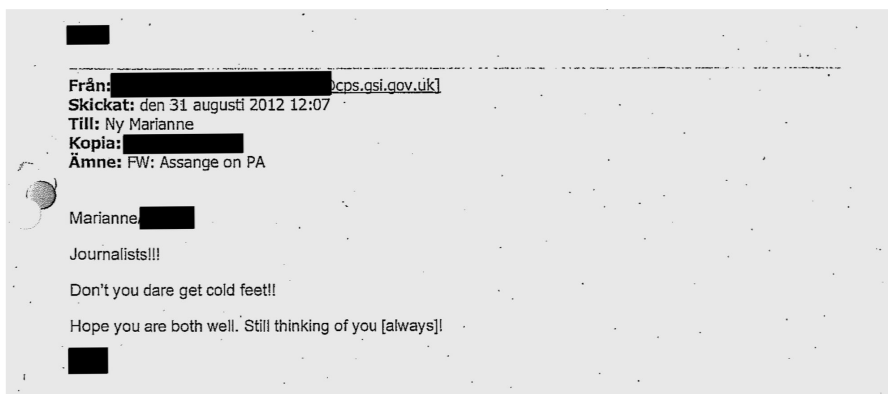 Från: @cps.gsi.gov.uk]
Skickat: den 31 augusti 2012 12:07
Till: Ny Marianne
Kopia:
Ämne: FW: Assange on PA
Marianne/
Journalists!!!
Don't you dare get cold feet!!
Hope you are both well. Still thinking of you [always]!